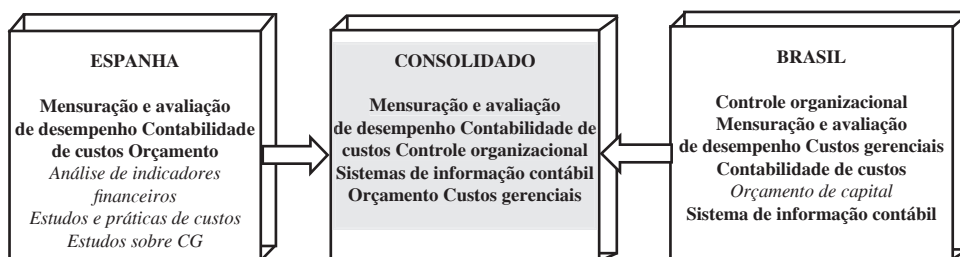 ESPANHA
Mensuração e avaliação
de desempenho Contabilidade
de custos Orçamento
Análise de indicadores
financeiros
Estudos e práticas de custos
Estudos sobre CG
CONSOLIDADO
Mensuração e avaliação
de desempenho Contabilidade de
custos Controle organizacional
Sistemas de informação contábil
Orçamento Custos gerenciais
BRASIL
Controle organizacional
Mensuração e avaliação
de desempenho Custos gerenciais
Contabilidade de custos
Orçamento de capital
Sistema de informação contábil